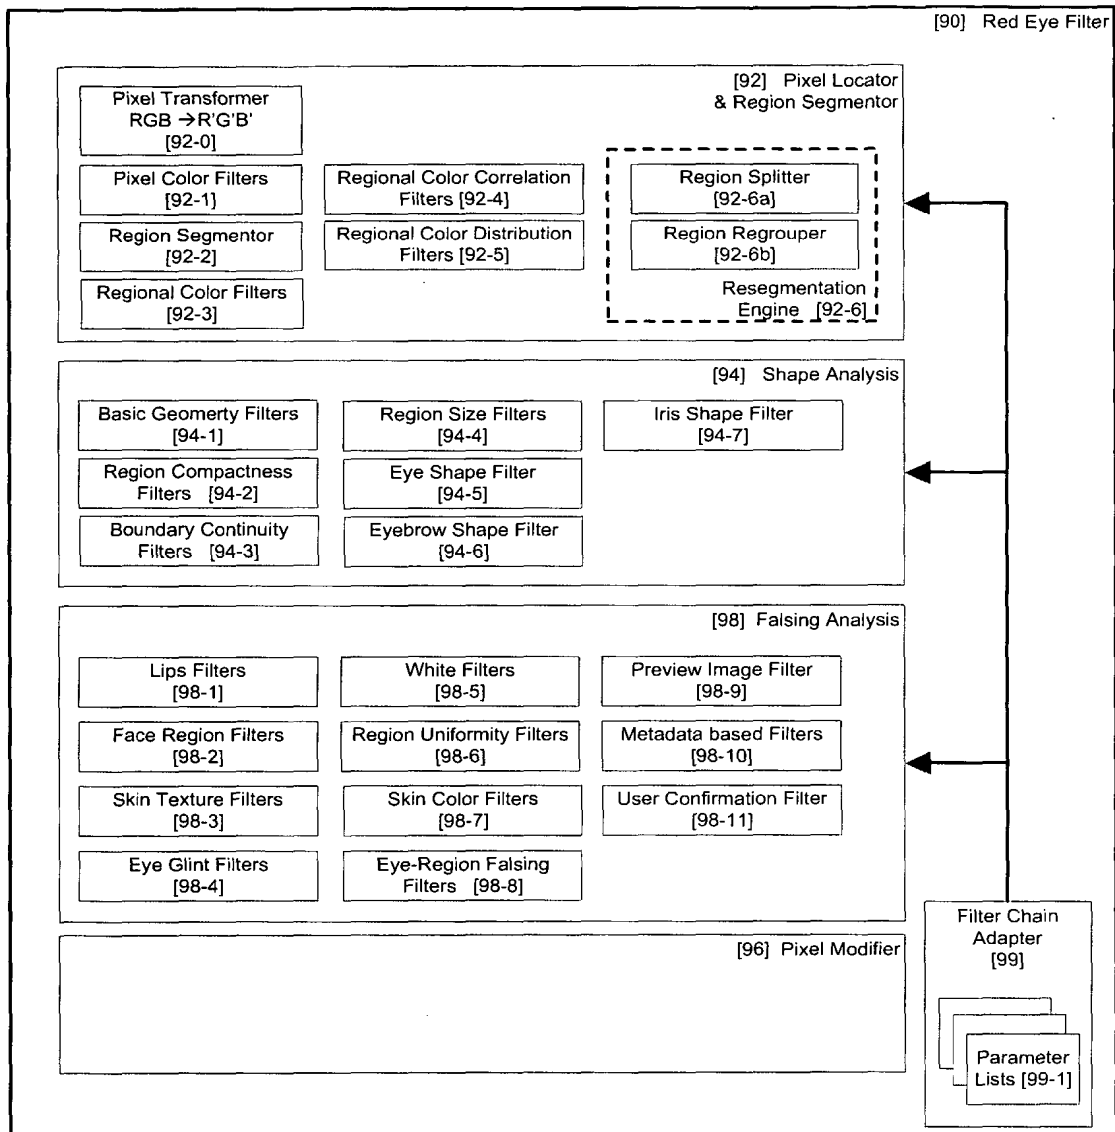 [90] Red Eye Filter
[92] Pixel Locator
& Region Segmentor
Pixel Transformer
RGB →R'G'B'
[92-0]
Pixel Color Filters
[92-1]
Region Segmentor
[92-2]
Regional Color Filters
[92-3]
Regional Color Correlation
Filters [92-4]
Regional Color Distribution
Filters [92-5]
Region Splitter
[92-6a]
Region Regrouper
[92-6b]
Resegmentation
Engine [92-6]
[94] Shape Analysis
Basic Geomerty Filters
[94-1]
Region Compactness
Filters [94-2]
Boundary Continuity
Filters [94-3]
Region Size Filters
[94-4]
Eye Shape Filter
[94-5]
Eyebrow Shape Filter
[94-6]
Iris Shape Filter
[94-7]
[98] Falsing Analysis
Lips Filters
[98-1]
Face Region Filters
[98-2]
Skin Texture Filters
[98-3]
Eye Glint Filters
[98-4]
White Filters
[98-5]
Region Uniformity Filters
[98-6]
Skin Color Filters
[98-7]
Eye-Region Falsing
Filters [98-8]
Preview Image Filter
[98-9]
Metadata based Filters
[98-10]
User Confirmation Filter
[98-11]
[96] Pixel Modifier
Filter Chain
Adapter
[99]
Parameter
Lists [99-1]